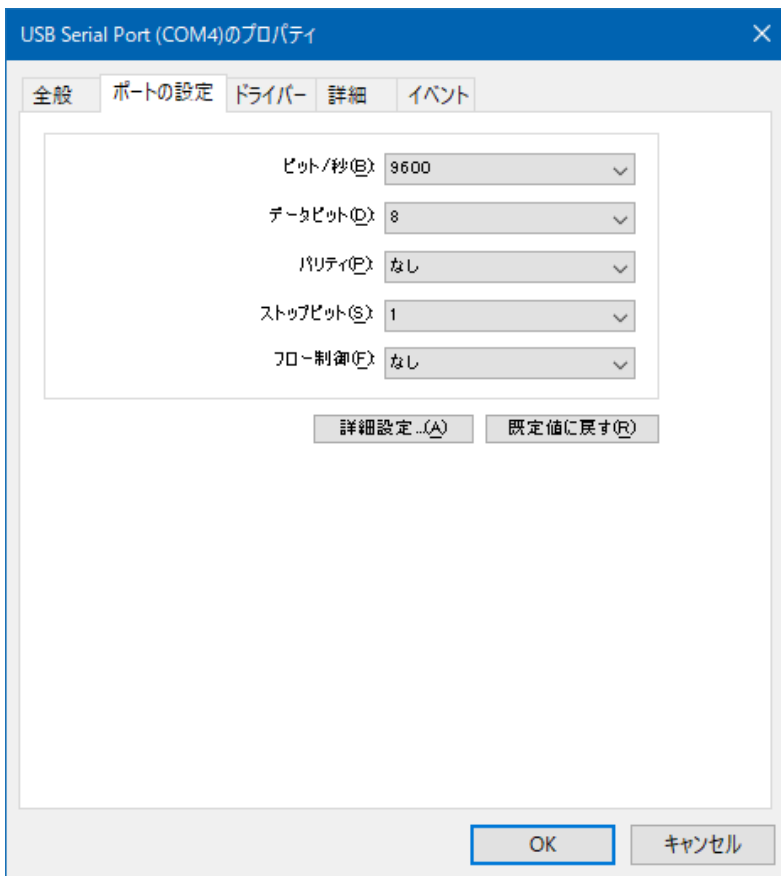 USB Serial Port (COM4)のプロパティ
全般 ポートの設定 ドライバー 詳細 イベント
ビット/秒(B): 9600
データ ビット(D): 8
パリティ(P): なし
ストップ ビット(S): 1
フロー制御(F): なし
詳細設定...(A) 既定値に戻す(R)
OK キャンセル